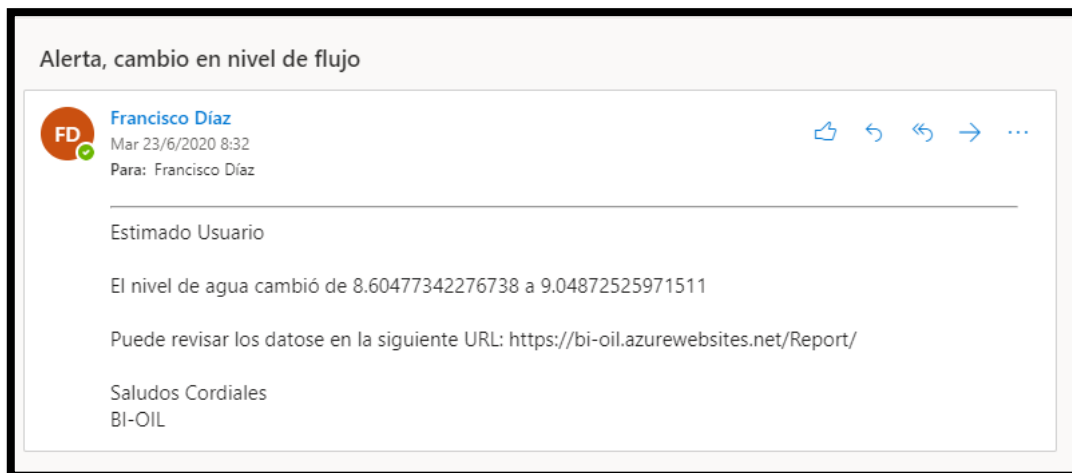 Alerta, cambio en nivel de flujo
FD
Francisco Díaz
Mar 23/6/2020 8:32
Para: Francisco Díaz
Estimado Usuario
El nivel de agua cambió de 8.60477342276738 a 9.04872525971511
Puede revisar los datose en la siguiente URL: https://bi-oil.azurewebsites.net/Report/
Saludos Cordiales
BI-OIL